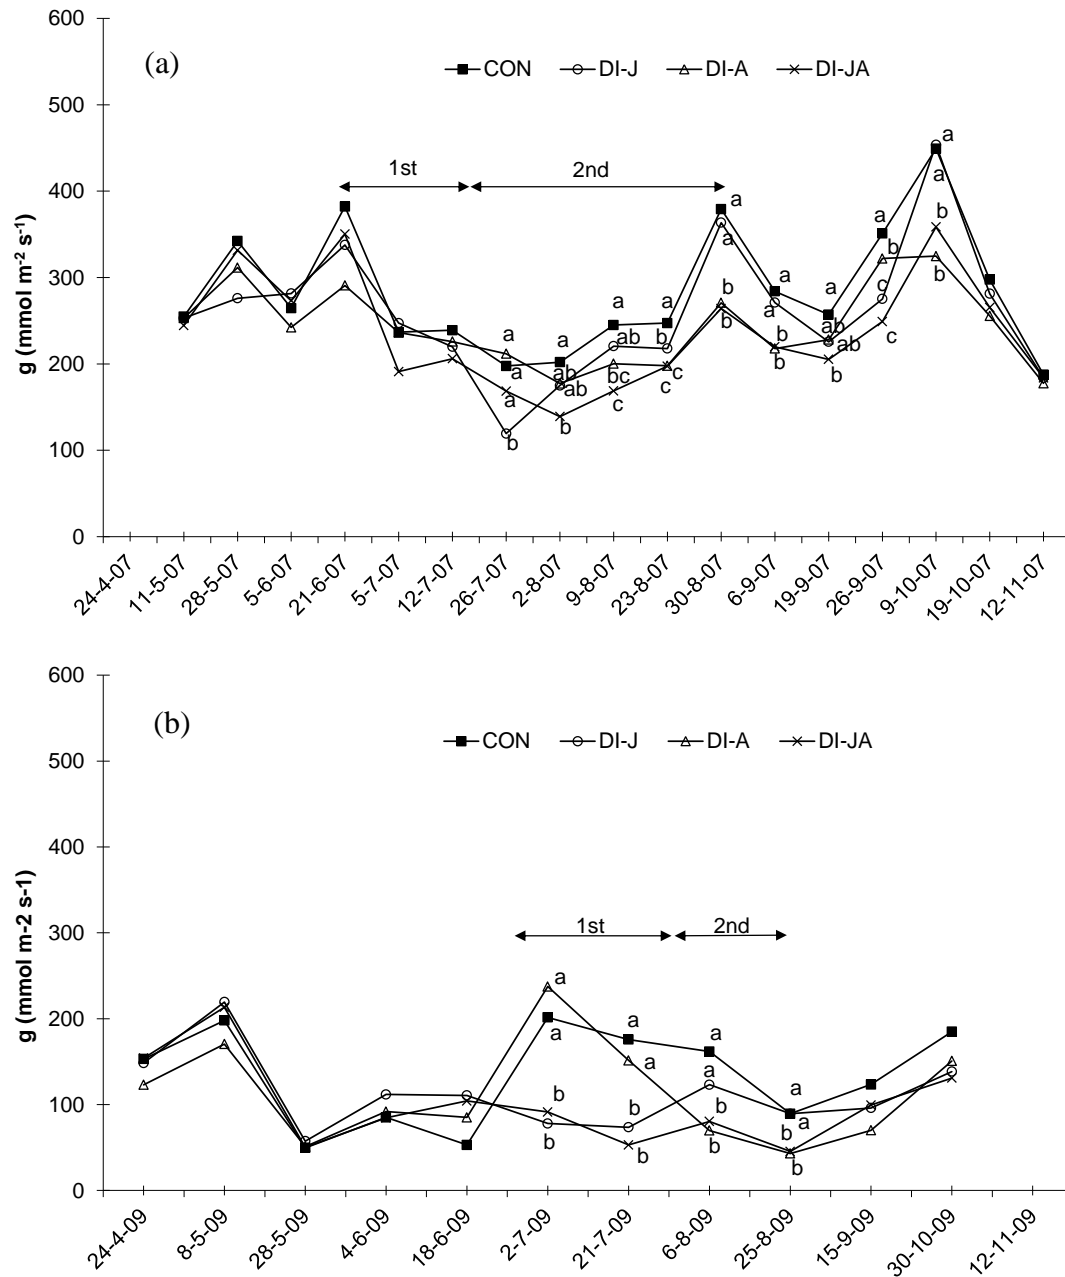 600
(a)
CON DI-J DI-A DI-JA
500
a
1st 2nd
400
a
a
a
a
b
g (mmol m⁻² s⁻¹)
300
a
b
a
c
b
b
a
a
a
b
a
b
ab
b
c
200
a
ab
ab
ab
bc
c
c
b
b
a
b
c
100
b
0
24-4-07 11-5-07 28-5-07 5-6-07 21-6-07 5-7-07 12-7-07 26-7-07 2-8-07 9-8-07 23-8-07 30-8-07 6-9-07 19-9-07 26-9-07 9-10-07 19-10-07 12-11-07
600
(b)
CON DI-J DI-A DI-JA
500
400
g (mmol m-2 s-1)
300
1st 2nd
a
200
a
a
a
a
a
100
b
b
b
a
a
b
b
b
b
b
0
24-4-09 8-5-09 28-5-09 4-6-09 18-6-09 2-7-09 21-7-09 6-8-09 25-8-09 15-9-09 30-10-09 12-11-09